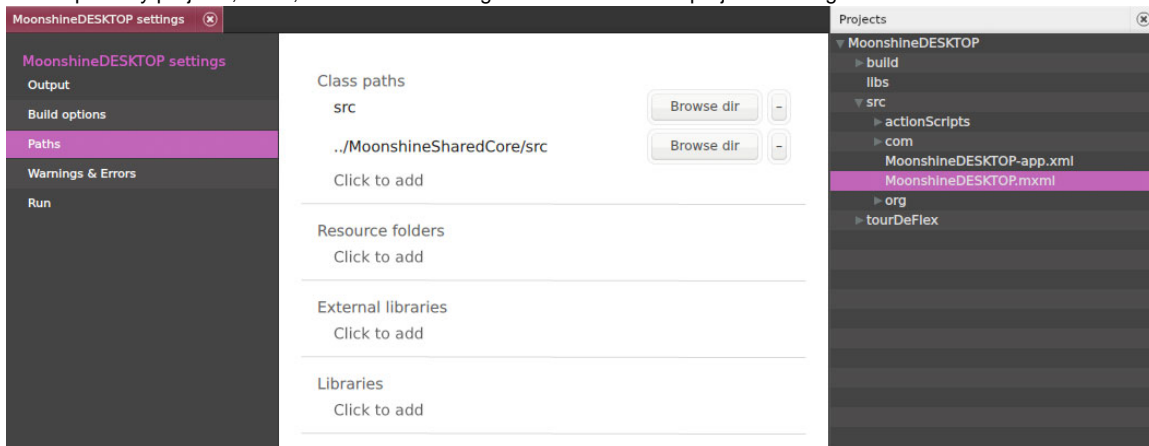 MoonshineDESKTOP settings
MoonshineDESKTOP settings
Output
Build options
Paths
Warnings & Errors
Run
Class paths
src Browse dir -
../MoonshineSharedCore/src Browse dir -
Click to add
Resource folders
Click to add
External libraries
Click to add
Libraries
Click to add
Projects
MoonshineDESKTOP
build
libs
src
actionScripts
com
MoonshineDESKTOP-app.xml
MoonshineDESKTOP.mxml
org
tourDeFlex